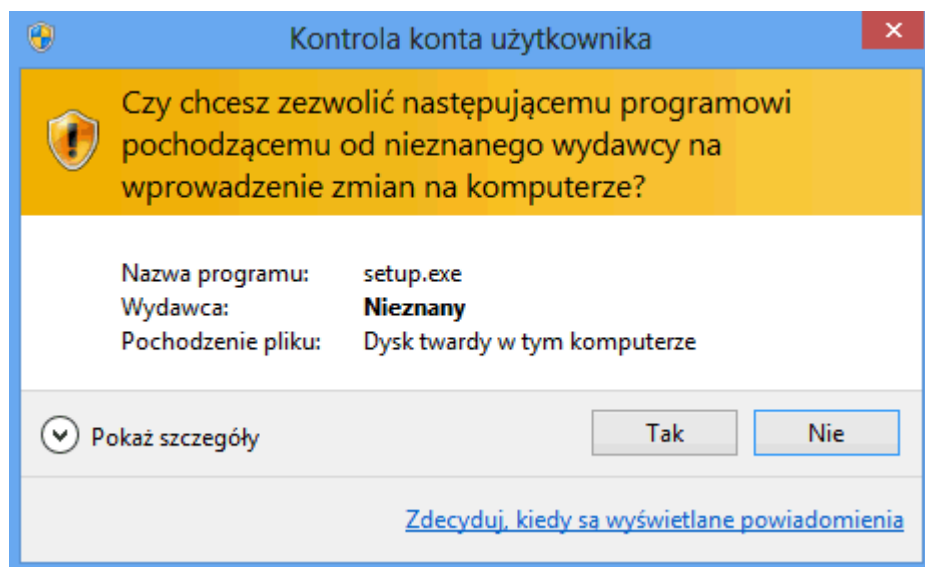 Kontrola konta użytkownika
Czy chcesz zezwolić następującemu programowi
pochodzącemu od nieznanego wydawcy na
wprowadzenie zmian na komputerze?
Nazwa programu: setup.exe
Wydawca: Nieznany
Pochodzenie pliku: Dysk twardy w tym komputerze
Pokaż szczegóły Tak Nie
Zdecyduj, kiedy są wyświetlane powiadomienia